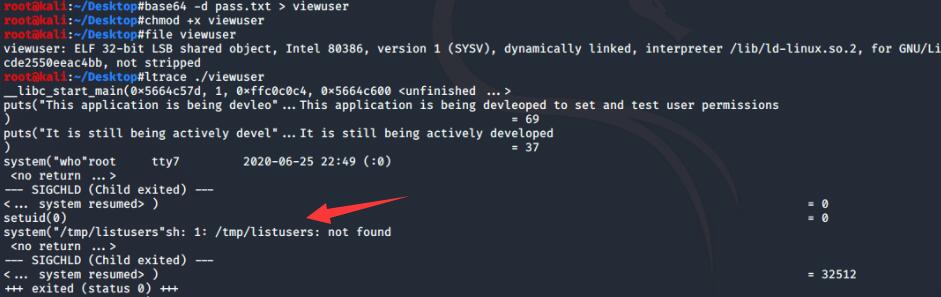 root@kali:~/Desktop#base64 -d pass.txt > viewuser
root@kali:~/Desktop#chmod +x viewuser
root@kali:~/Desktop#file viewuser
viewuser: ELF 32-bit LSB shared object, Intel 80386, version 1 (SYSV), dynamically linked, interpreter /lib/ld-linux.so.2, for GNU/Li
cde2550eeac4bb, not stripped
root@kali:~/Desktop#ltrace ./viewuser
__libc_start_main(0×5664c57d, 1, 0×ffc0c0c4, 0×5664c600 <unfinished ...>
puts("This application is being devleo"...This application is being devleoped to set and test user permissions
) = 69
puts("It is still being actively devel"...It is still being actively developed
) = 37
system("who"root tty7 2020-06-25 22:49 (:0)
<no return ...>
--- SIGCHLD (Child exited) ---
<... system resumed> ) = 0
setuid(0) = 0
system("/tmp/listusers"sh: 1: /tmp/listusers: not found
<no return ...>
--- SIGCHLD (Child exited) ---
<... system resumed> ) = 32512
+++ exited (status 0) +++